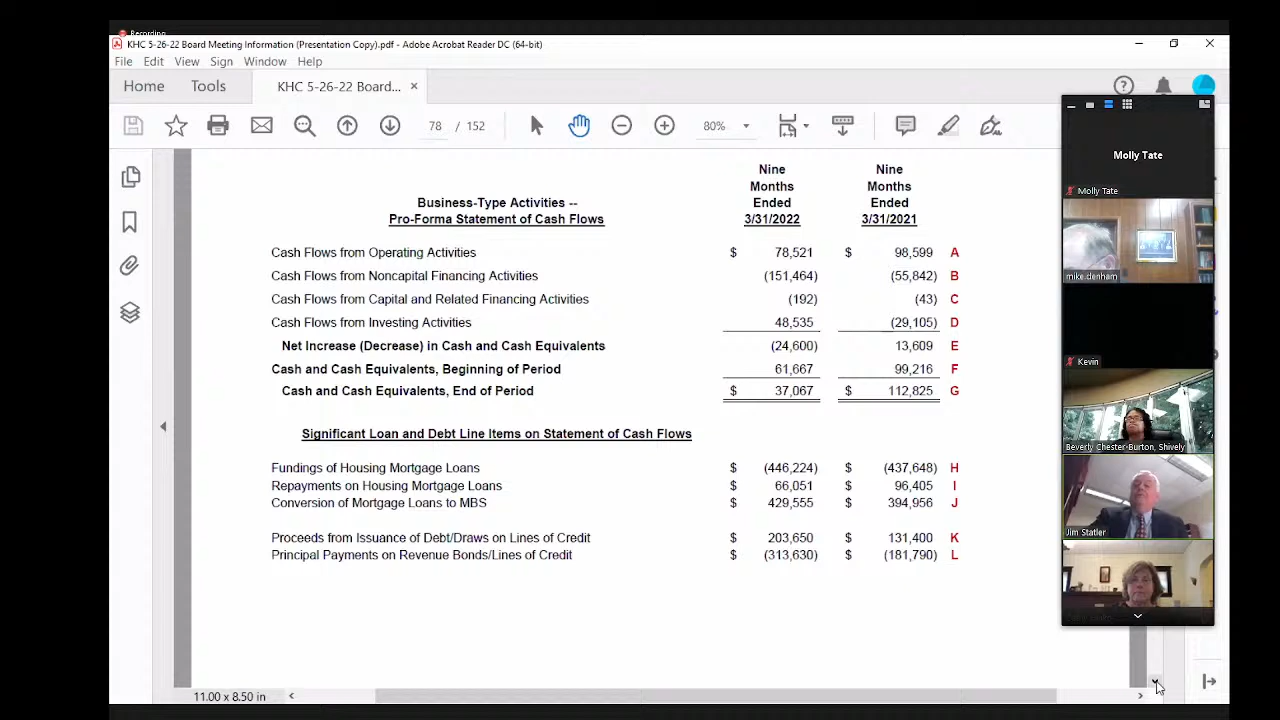 Recording
KHC 5-26-22 Board Meeting Information (Presentation Copy).pdf - Adobe Acrobat Reader DC (64-bit)
File Edit View Sign Window Help
Home Tools KHC 5-26-22 Board... ×
78 / 152 80%
Nine Nine
Months Months
Business-Type Activities -- Ended Ended
Pro-Forma Statement of Cash Flows 3/31/2022 3/31/2021
Cash Flows from Operating Activities $ 78,521 $ 98,599 A
Cash Flows from Noncapital Financing Activities (151,464) (55,842) B
Cash Flows from Capital and Related Financing Activities (192) (43) C
Cash Flows from Investing Activities 48,535 (29,105) D
Net Increase (Decrease) in Cash and Cash Equivalents (24,600) 13,609 E
Cash and Cash Equivalents, Beginning of Period 61,667 99,216 F
Cash and Cash Equivalents, End of Period $ 37,067 $ 112,825 G
Significant Loan and Debt Line Items on Statement of Cash Flows
Fundings of Housing Mortgage Loans $ (446,224) $ (437,648) H
Repayments on Housing Mortgage Loans $ 66,051 $ 96,405 I
Conversion of Mortgage Loans to MBS $ 429,555 $ 394,956 J
Proceeds from Issuance of Debt/Draws on Lines of Credit $ 203,650 $ 131,400 K
Principal Payments on Revenue Bonds/Lines of Credit $ (313,630) $ (181,790) L
11.00 x 8.50 in
Molly Tate
Molly Tate
mike.denham
Kevin
Beverly Chester-Burton, Shively
Jim Statler